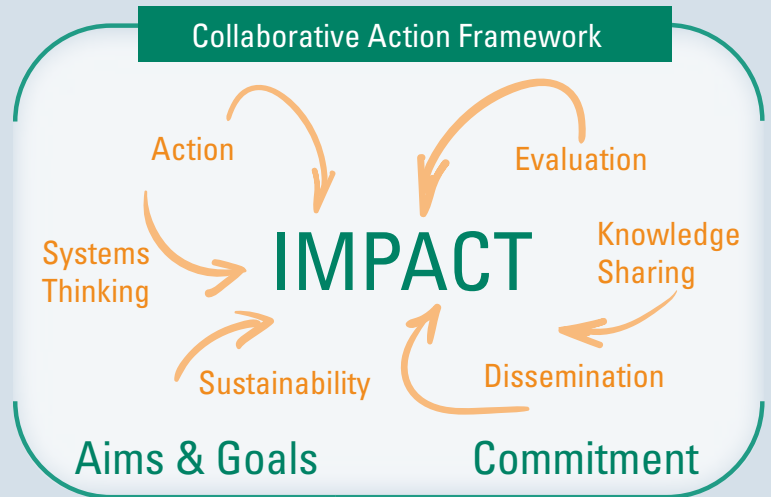 Collaborative Action Framework
Action
Evaluation
IMPACT
Systems
Thinking
Knowledge
Sharing
Sustainability
Dissemination
Aims & Goals
Commitment